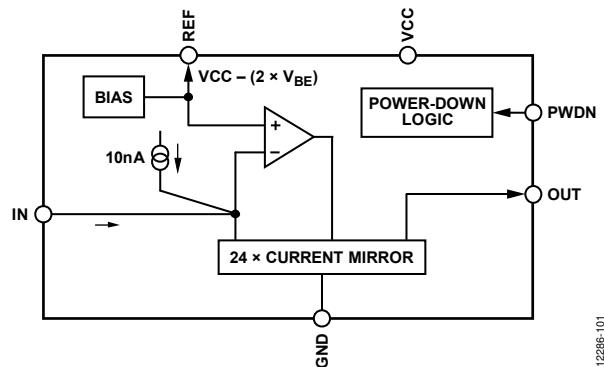 REF
VCC
VCC – (2 × VBE)
BIAS
POWER-DOWN
LOGIC
PWDN
10nA
+
–
IN
OUT
24 × CURRENT MIRROR
GND
12286-101